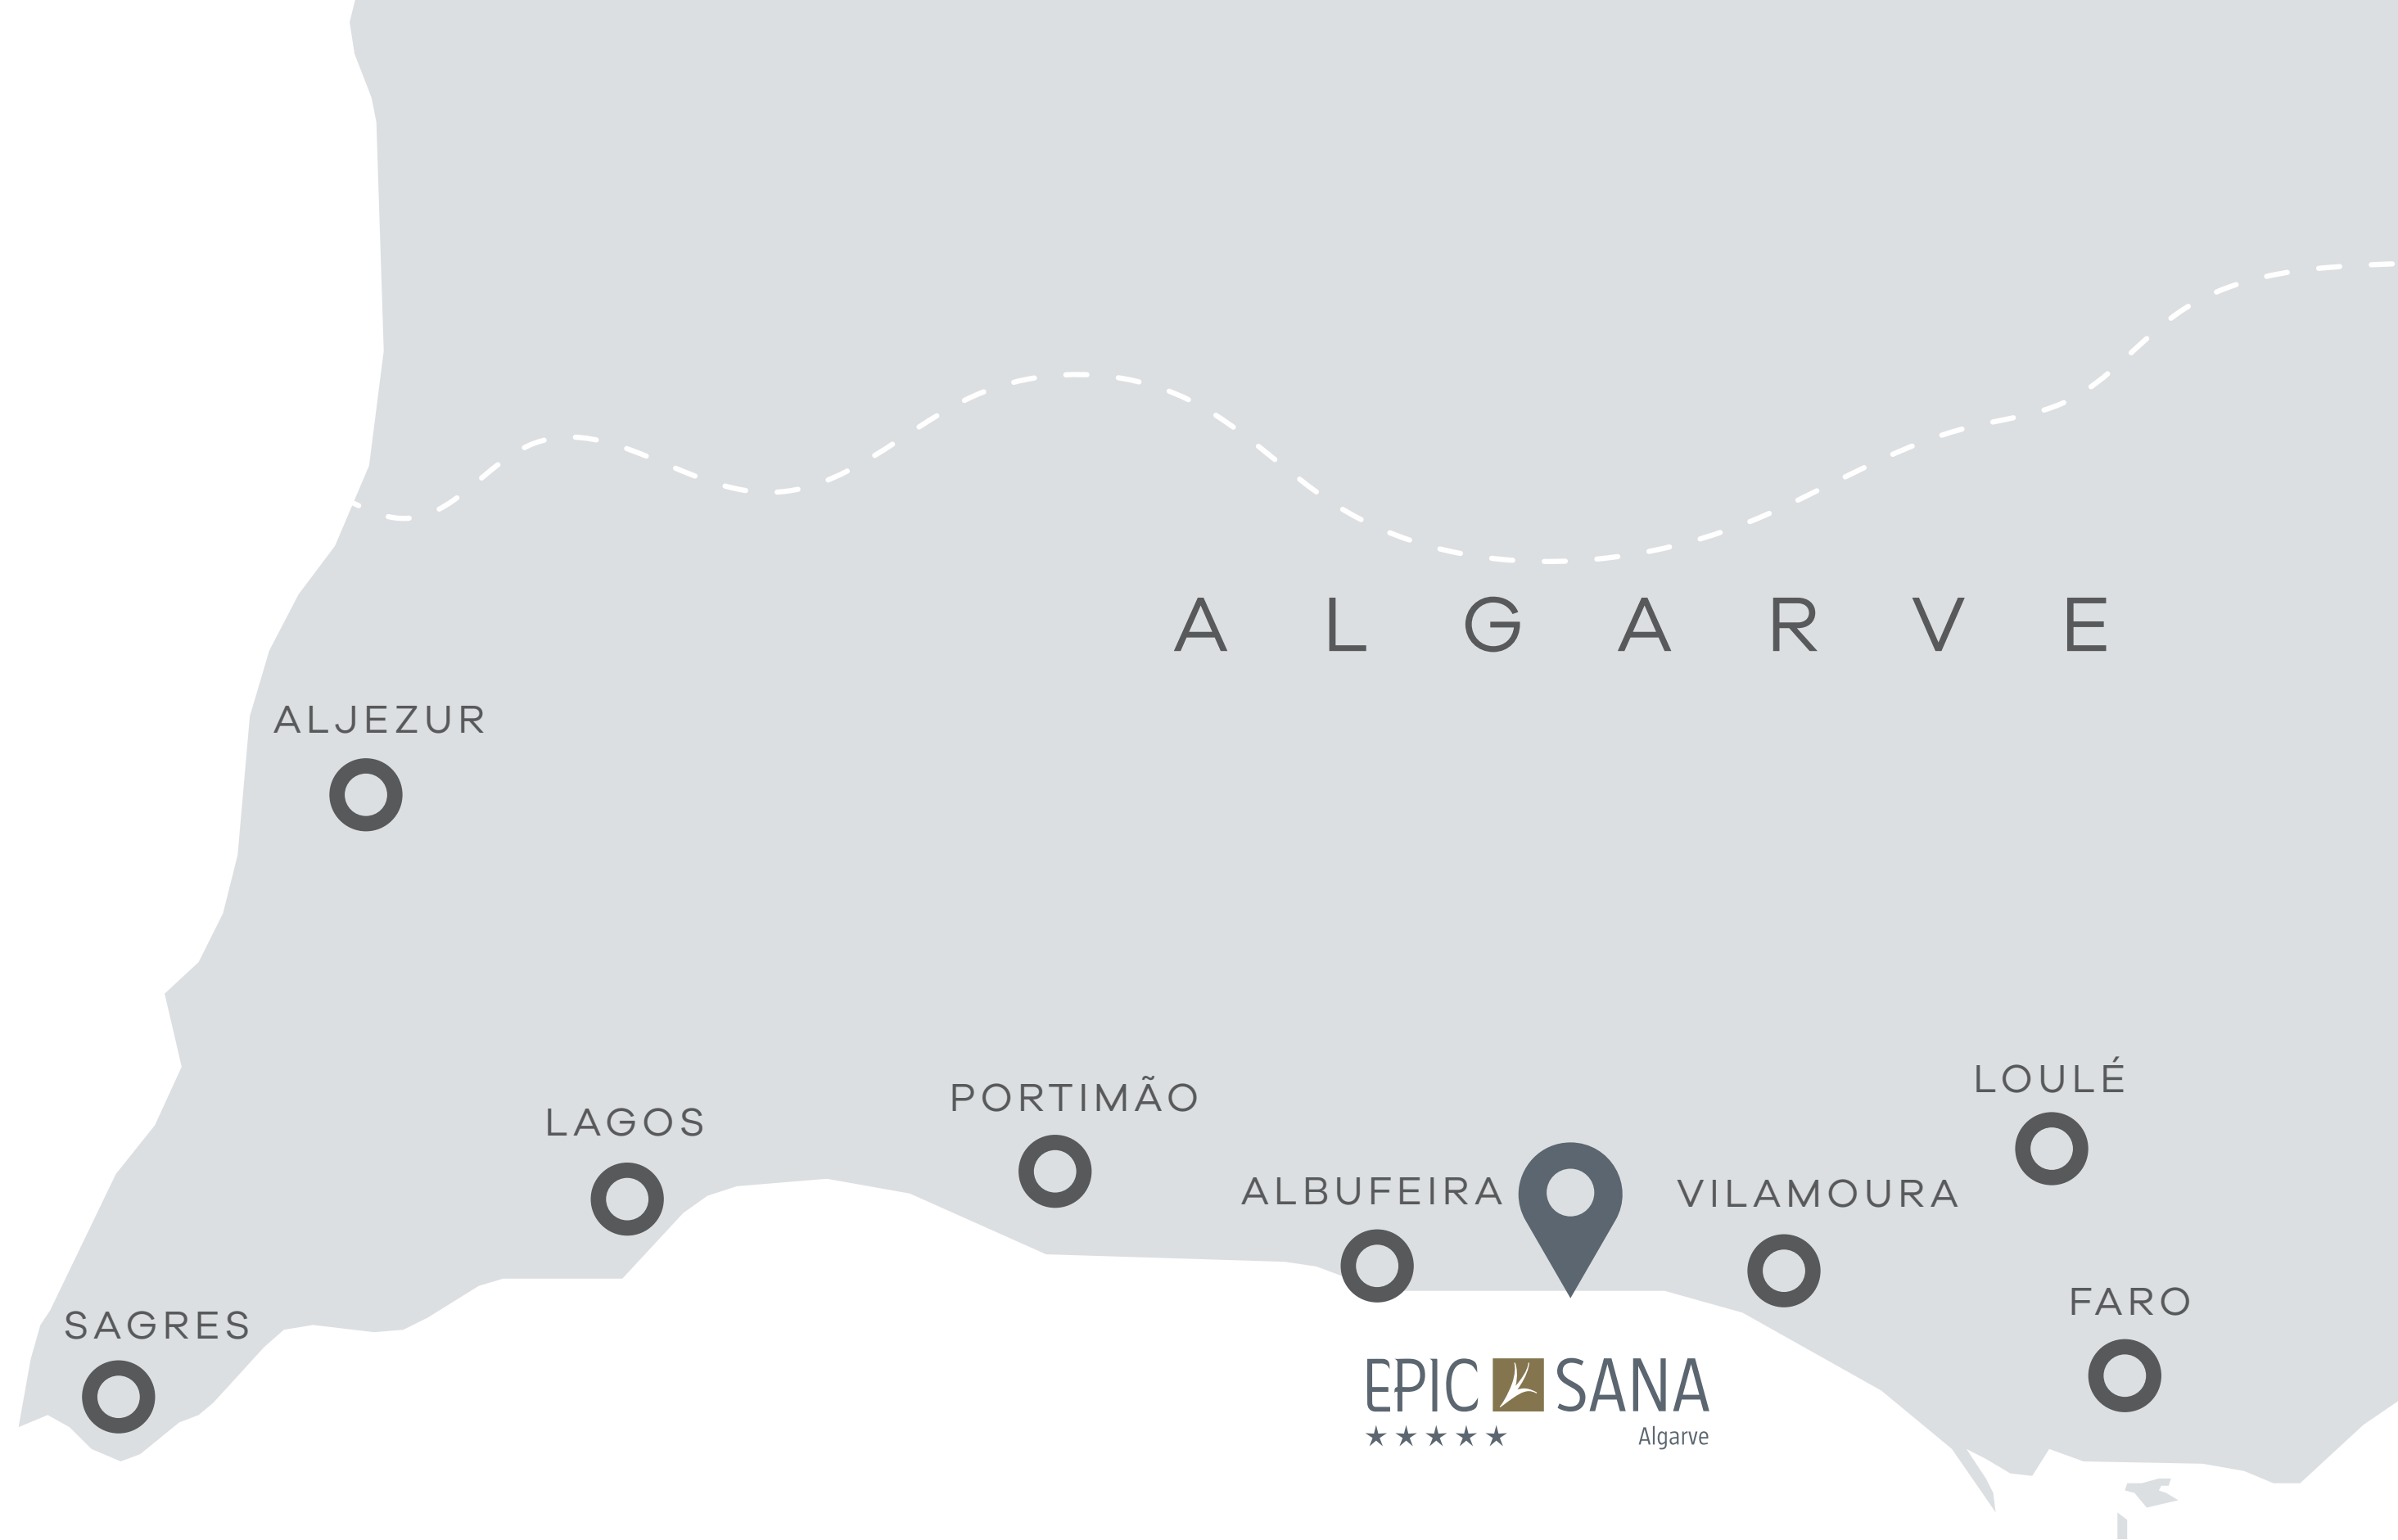 ALGARVE
ALJEZUR
LOULÉ
PORTIMÃO
LAGOS
ALBUFEIRA
VILAMOURA
FARO
SAGRES
EPIC SANA
★★★★★ Algarve